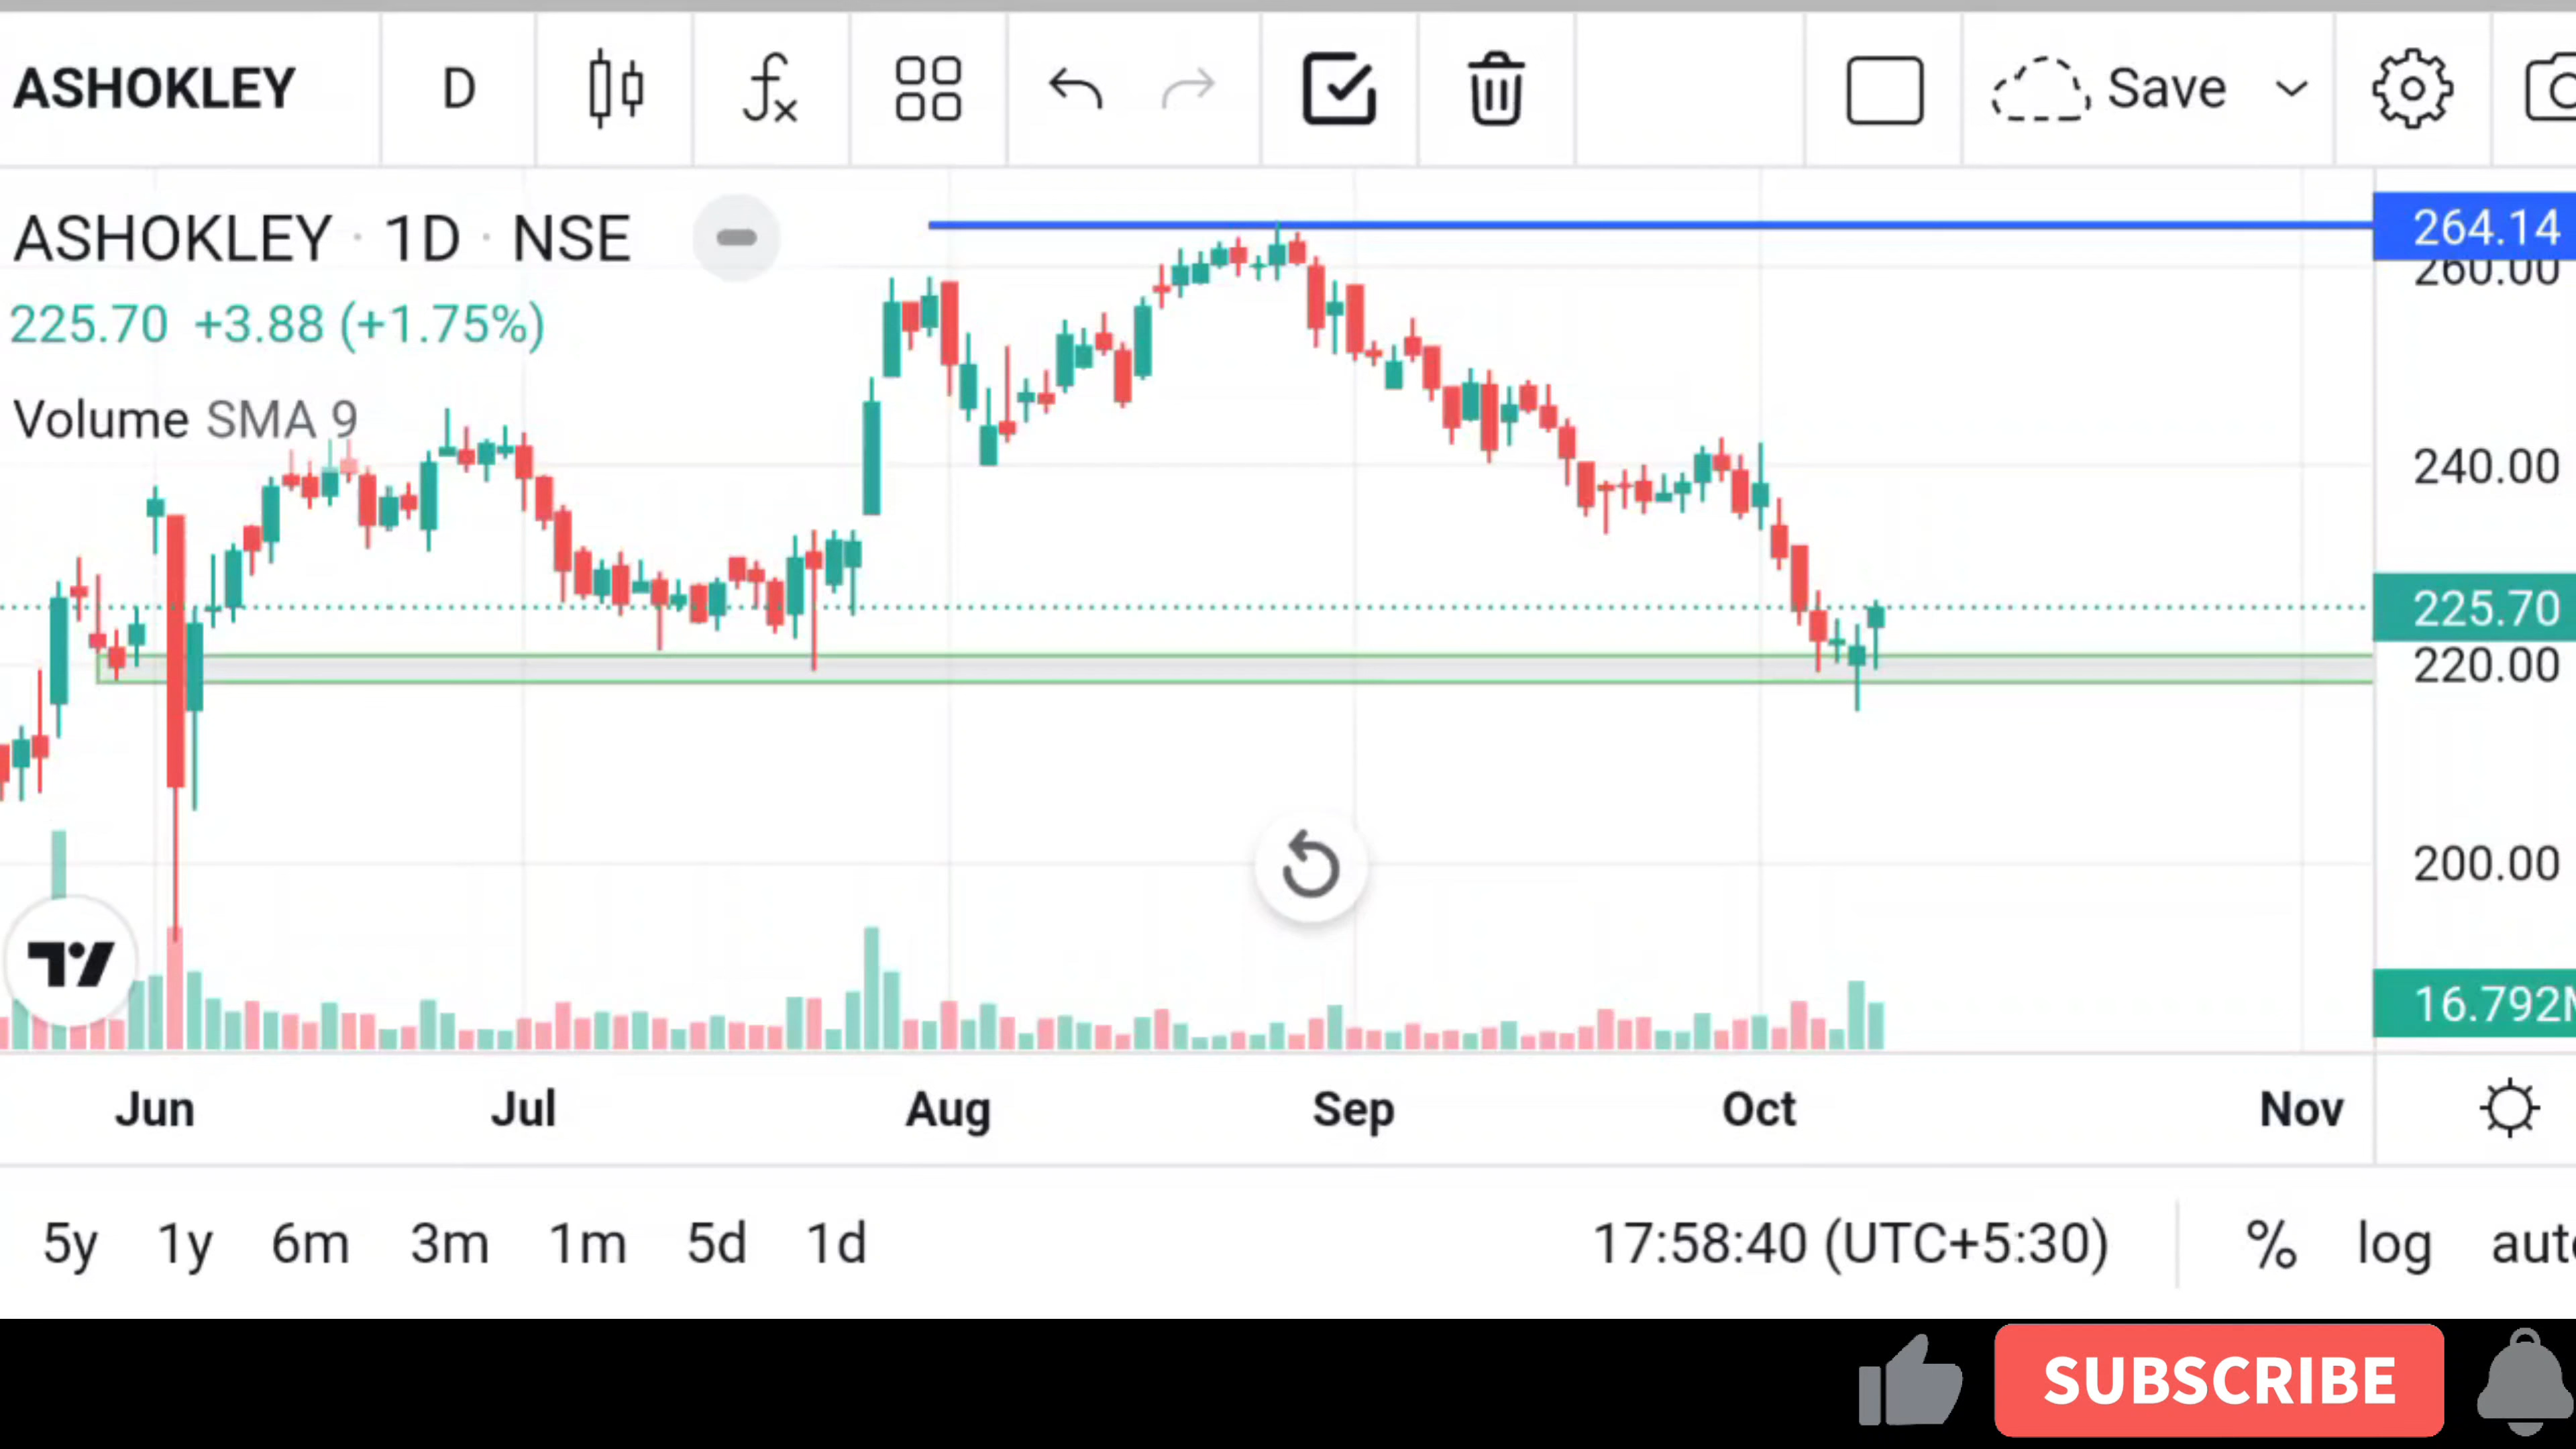 ASHOKLEY D Save
ASHOKLEY · 1D · NSE
225.70 +3.88 (+1.75%)
Volume SMA 9
264.14
260.00
240.00
225.70
220.00
200.00
16.792M
Jun Jul Aug Sep Oct Nov
5y 1y 6m 3m 1m 5d 1d 17:58:40 (UTC+5:30) % log auto
SUBSCRIBE